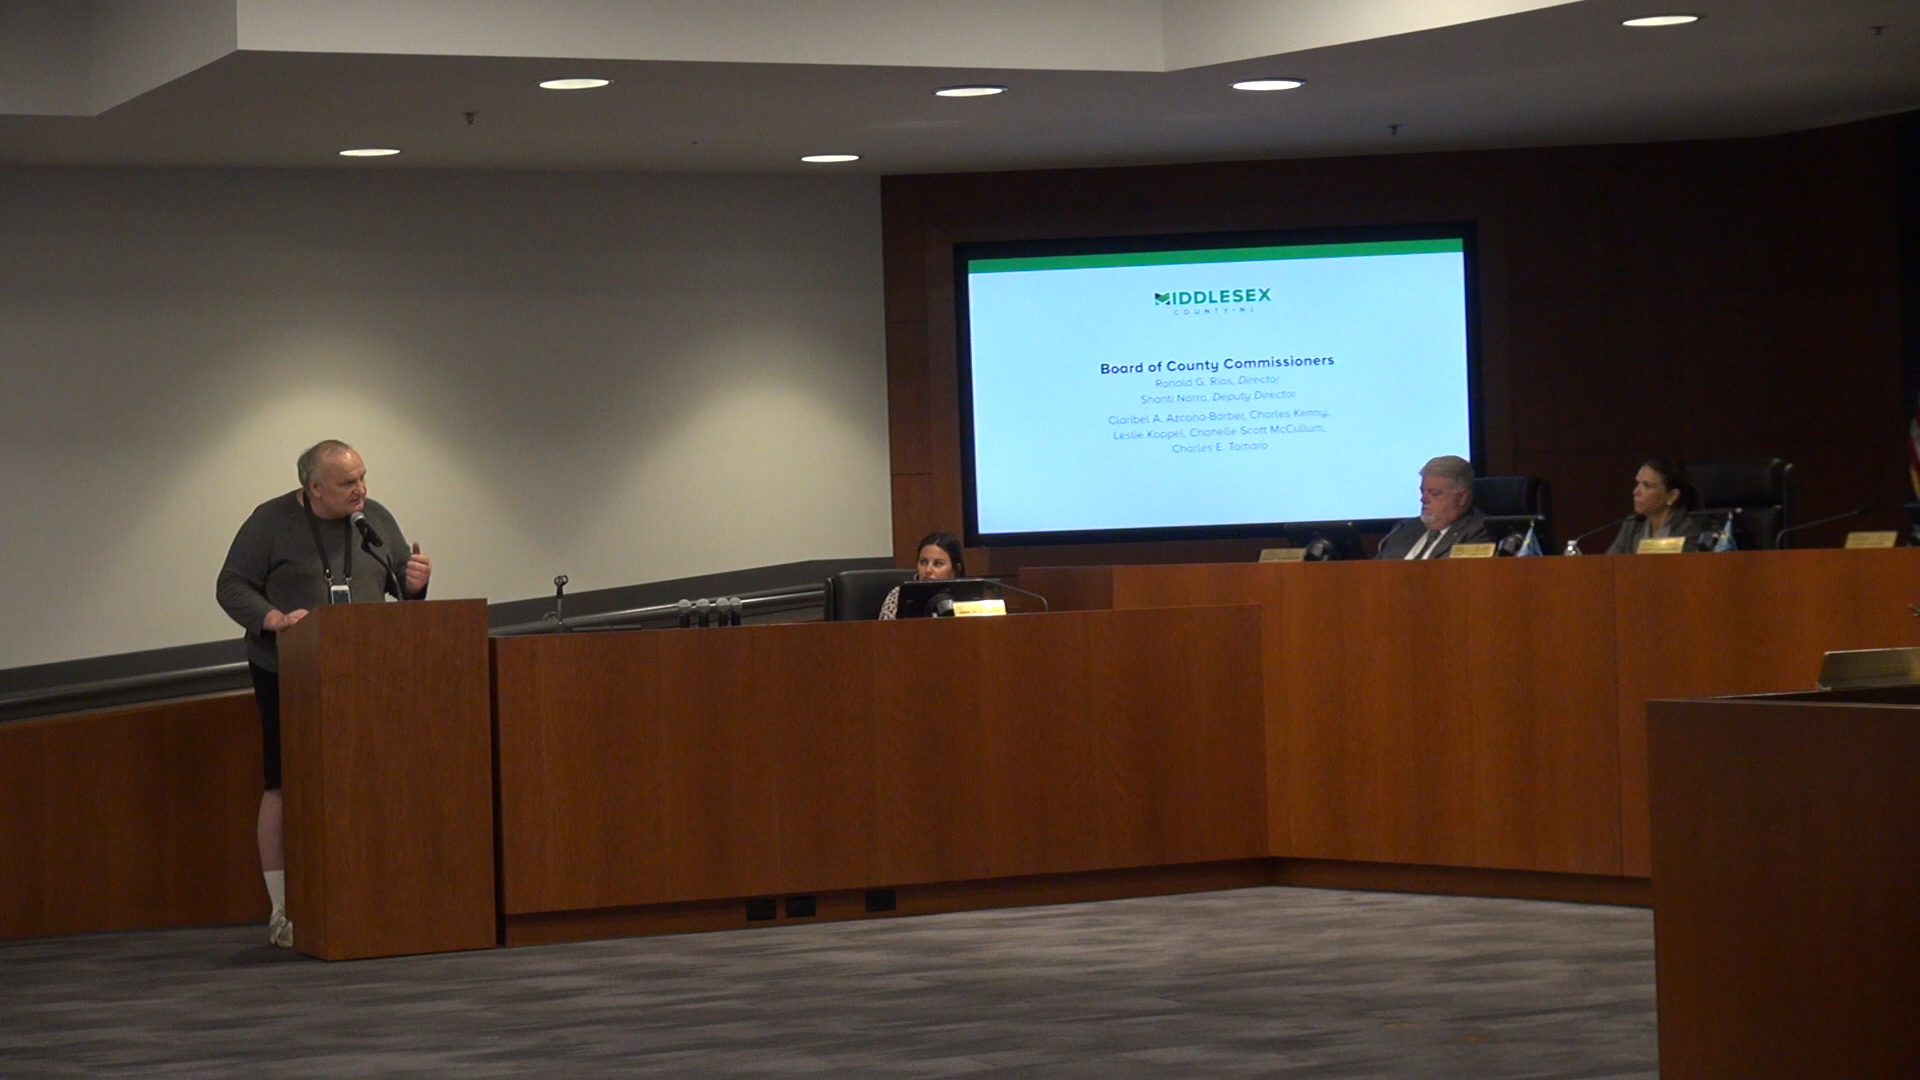 MIDDLESEX
COUNTY • NJ
Board of County Commissioners
Ronald G. Rios, Director
Shanti Narra, Deputy Director
Claribel A. Azcona-Barber, Charles Kenny,
Leslie Koppel, Chanelle Scott McCullum,
Charles E. Tomaro